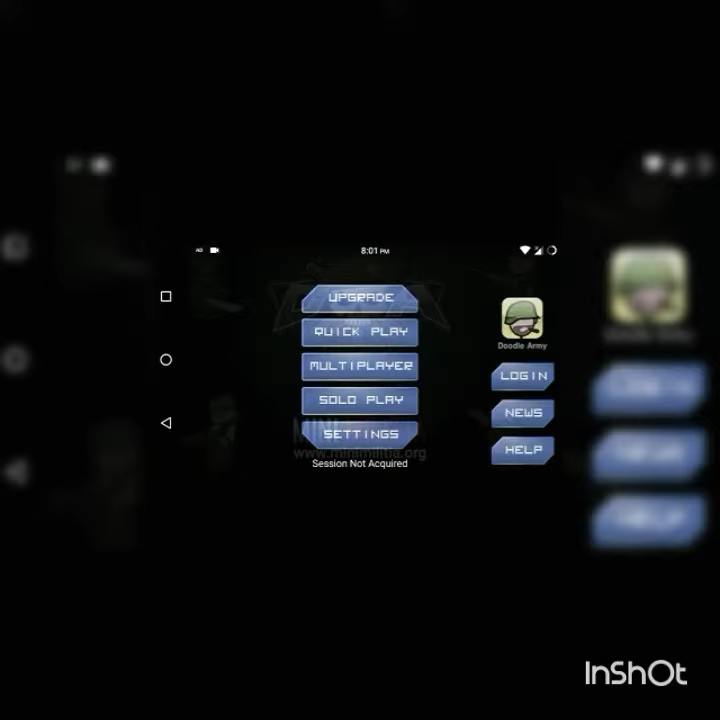 8:01 PM
UPGRADE
QUICK PLAY
MULTIPLAYER
SOLO PLAY
SETTINGS
www.minimilitia.org
Session Not Acquired
Doodle Army
LOGIN
NEWS
HELP
InShOt